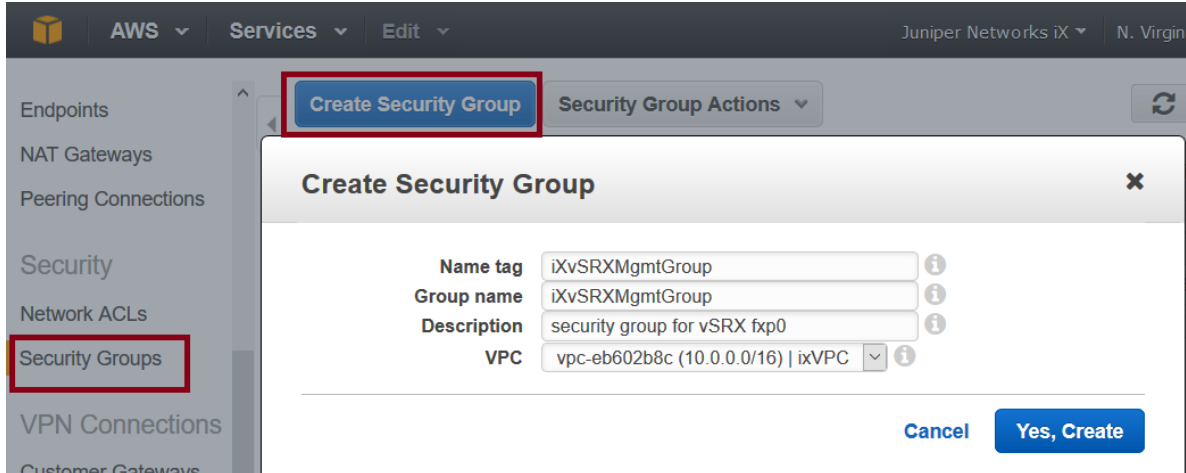 AWS Services Edit Juniper Networks iX N. Virgin
Endpoints
NAT Gateways
Peering Connections
Security
Network ACLs
Security Groups
VPN Connections
Customer Gateways
Create Security Group Security Group Actions
Create Security Group
Name tag iXvSRXMgmtGroup
Group name iXvSRXMgmtGroup
Description security group for vSRX fxp0
VPC vpc-eb602b8c (10.0.0.0/16) | ixVPC
Cancel Yes, Create